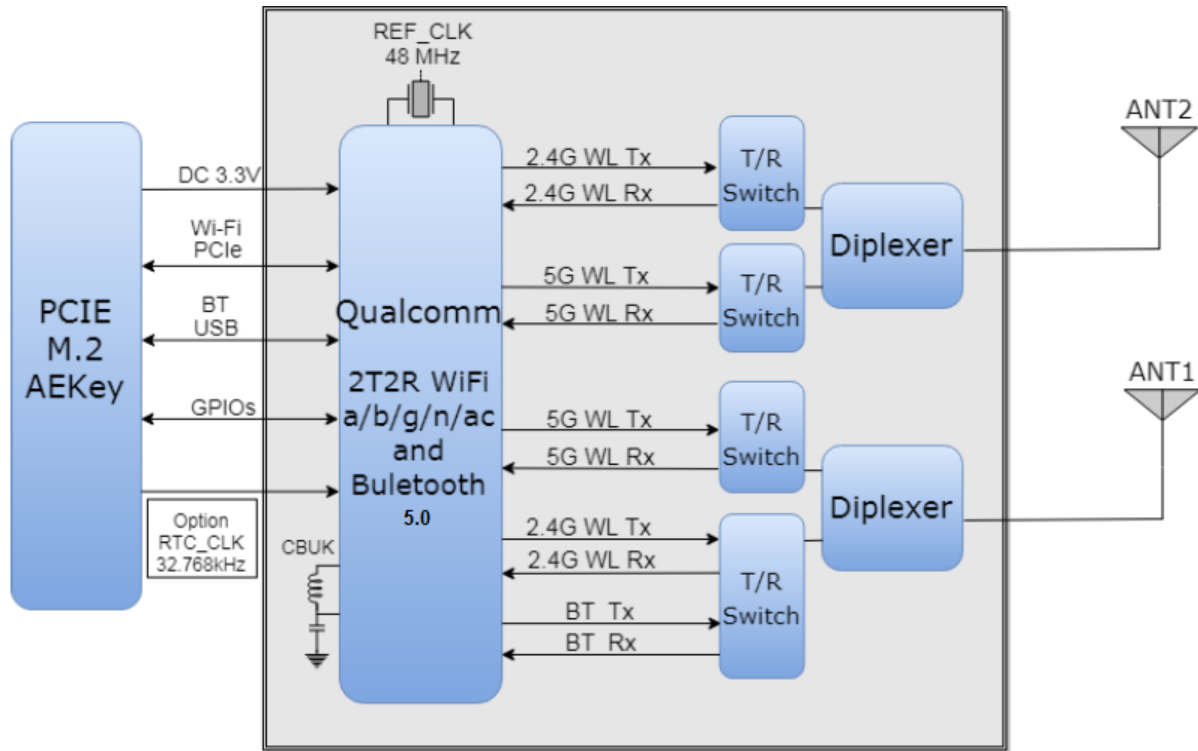 REF_CLK
48 MHz
PCIE
M.2
AEKey
DC 3.3V
Wi-Fi
PCIe
BT
USB
GPIOs
Option
RTC_CLK
32.768kHz
CBUK
Qualcomm
2T2R WiFi
a/b/g/n/ac
and
Buletooth
5.0
2.4G WL Tx
2.4G WL Rx
5G WL Tx
5G WL Rx
5G WL Tx
5G WL Rx
2.4G WL Tx
2.4G WL Rx
BT Tx
BT Rx
T/R
Switch
T/R
Switch
T/R
Switch
T/R
Switch
Diplexer
Diplexer
ANT2
ANT1